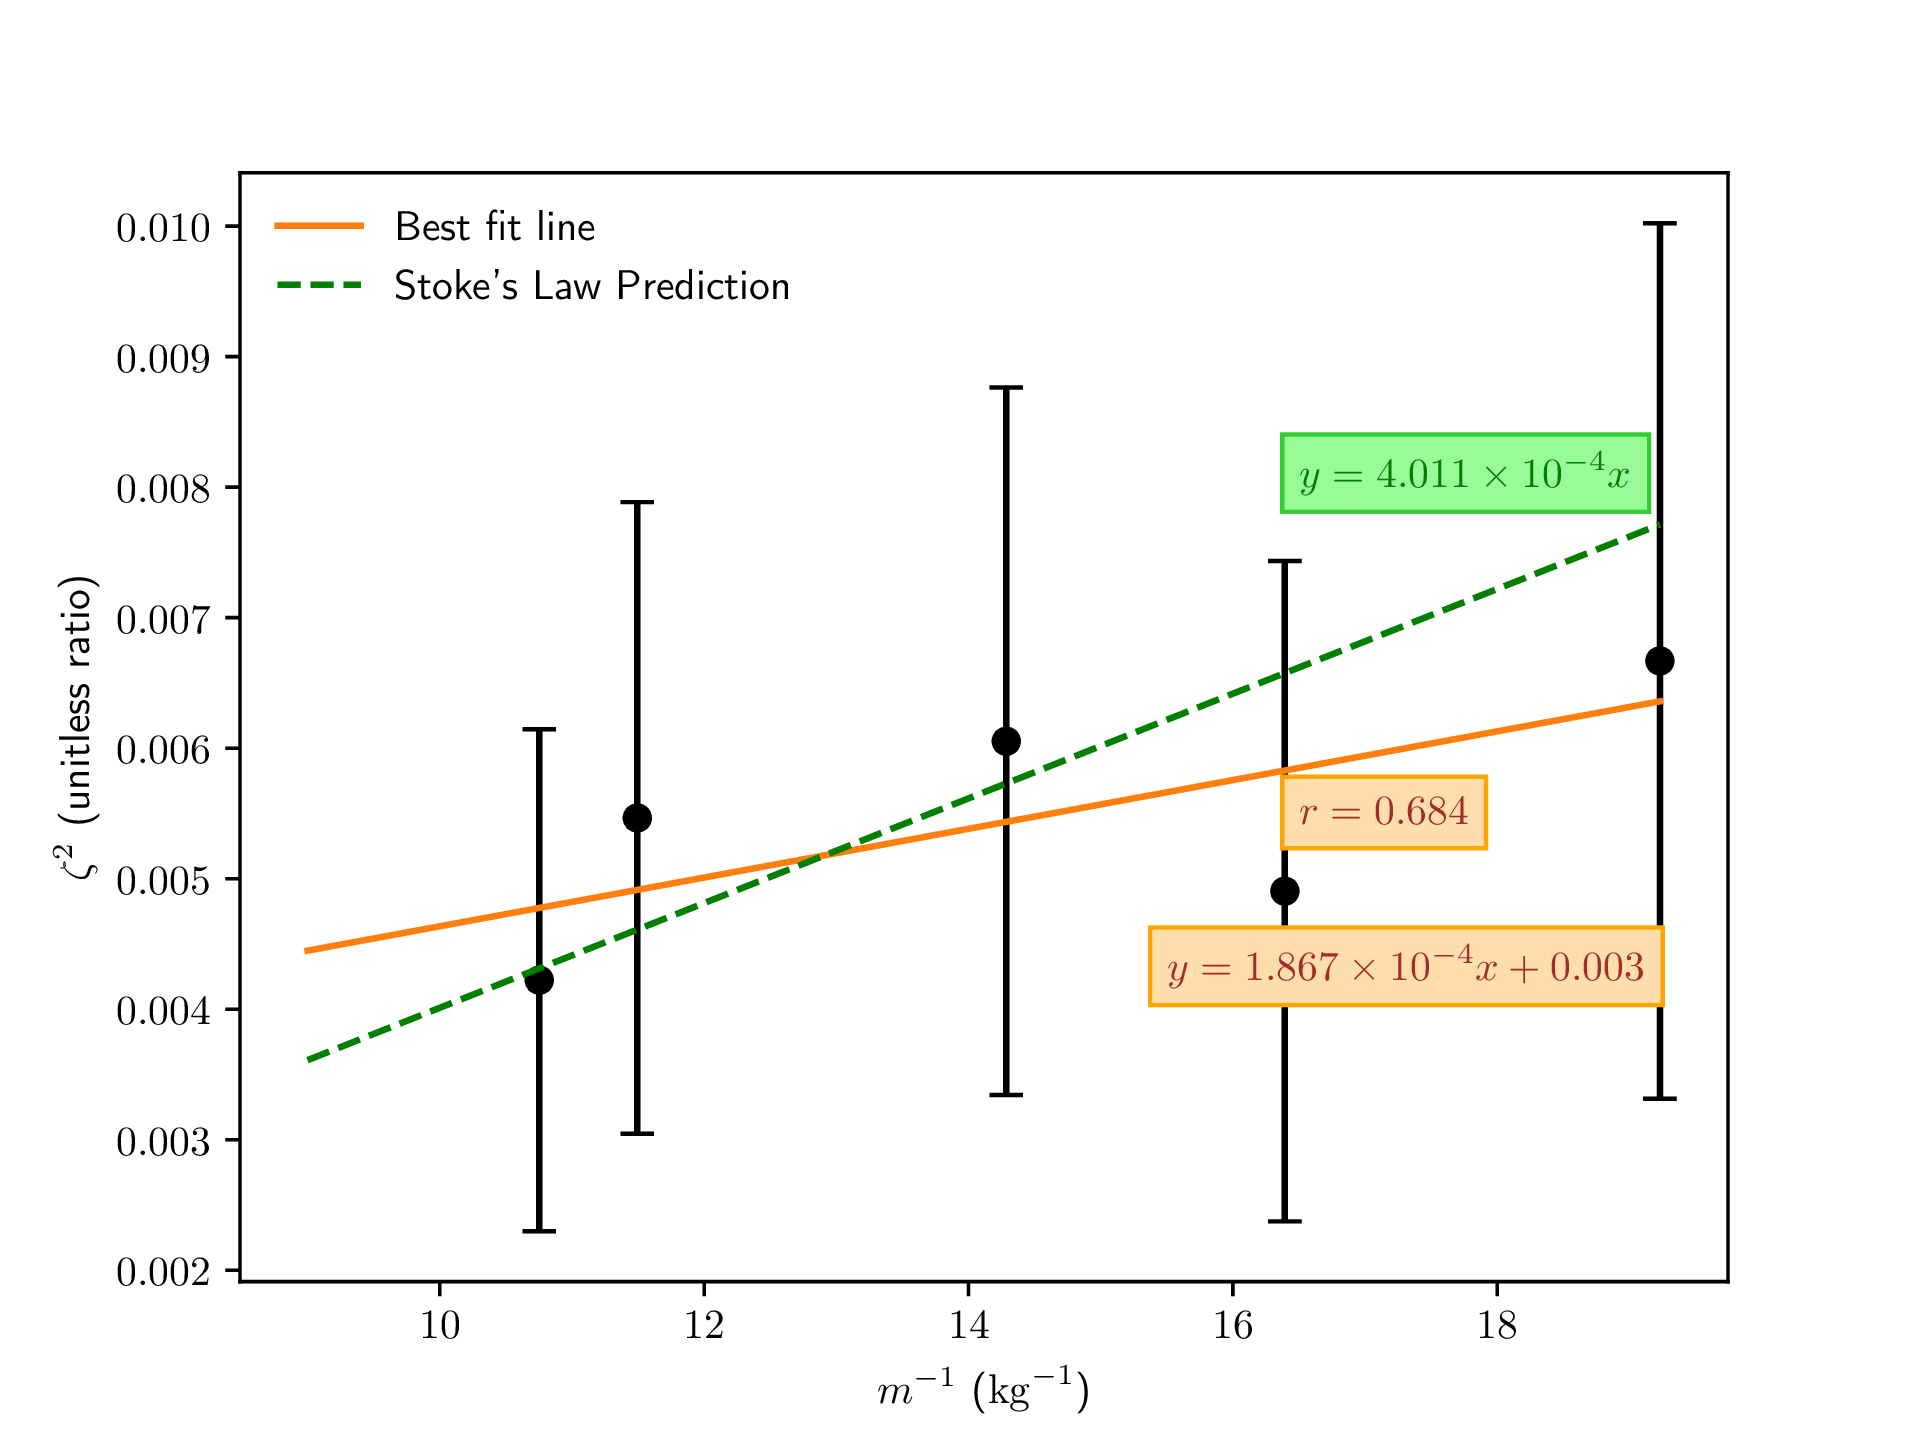 Best fit line
Stoke's Law Prediction
0.010
0.009
0.008
0.007
0.006
0.005
0.004
0.003
0.002
ζ² (unitless ratio)
y = 4.011 × 10⁻⁴x
r = 0.684
y = 1.867 × 10⁻⁴x + 0.003
10 12 14 16 18
m⁻¹ (kg⁻¹)